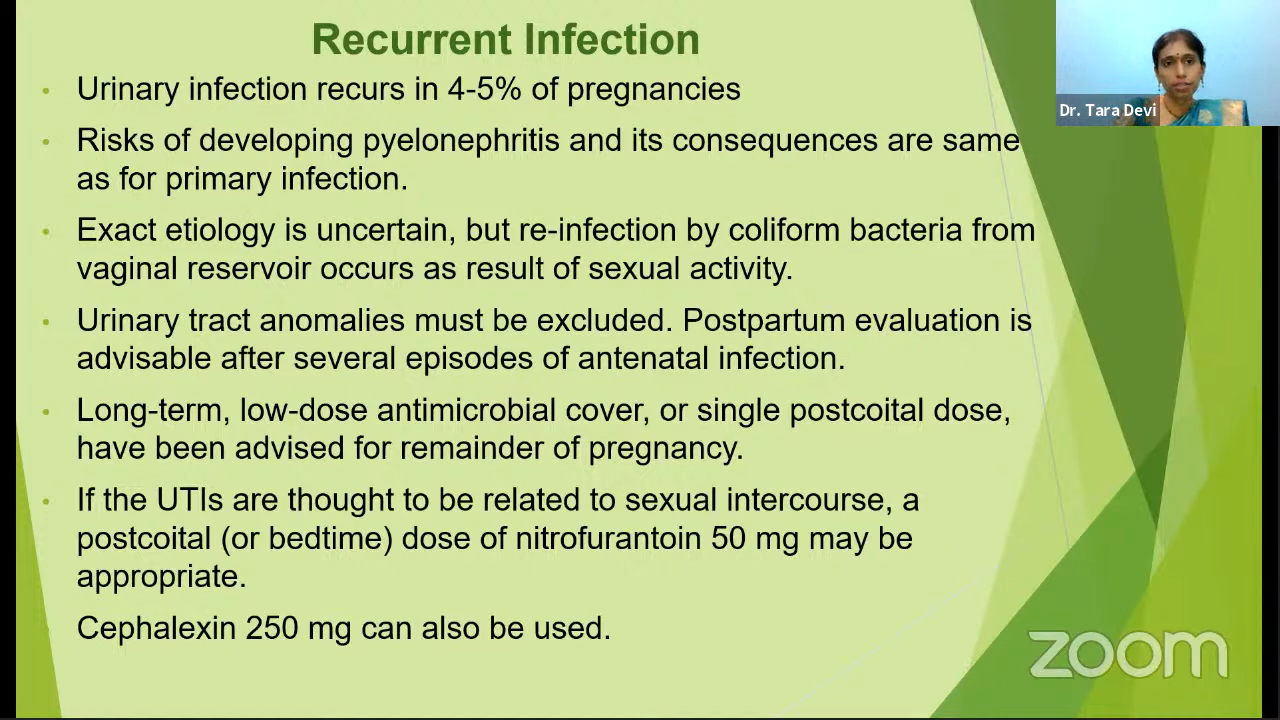 Recurrent Infection
Dr. Tara Devi
• Urinary infection recurs in 4-5% of pregnancies
• Risks of developing pyelonephritis and its consequences are same
as for primary infection.
• Exact etiology is uncertain, but re-infection by coliform bacteria from
vaginal reservoir occurs as result of sexual activity.
• Urinary tract anomalies must be excluded. Postpartum evaluation is
advisable after several episodes of antenatal infection.
• Long-term, low-dose antimicrobial cover, or single postcoital dose,
have been advised for remainder of pregnancy.
• If the UTIs are thought to be related to sexual intercourse, a
postcoital (or bedtime) dose of nitrofurantoin 50 mg may be
appropriate.
Cephalexin 250 mg can also be used.
zoom